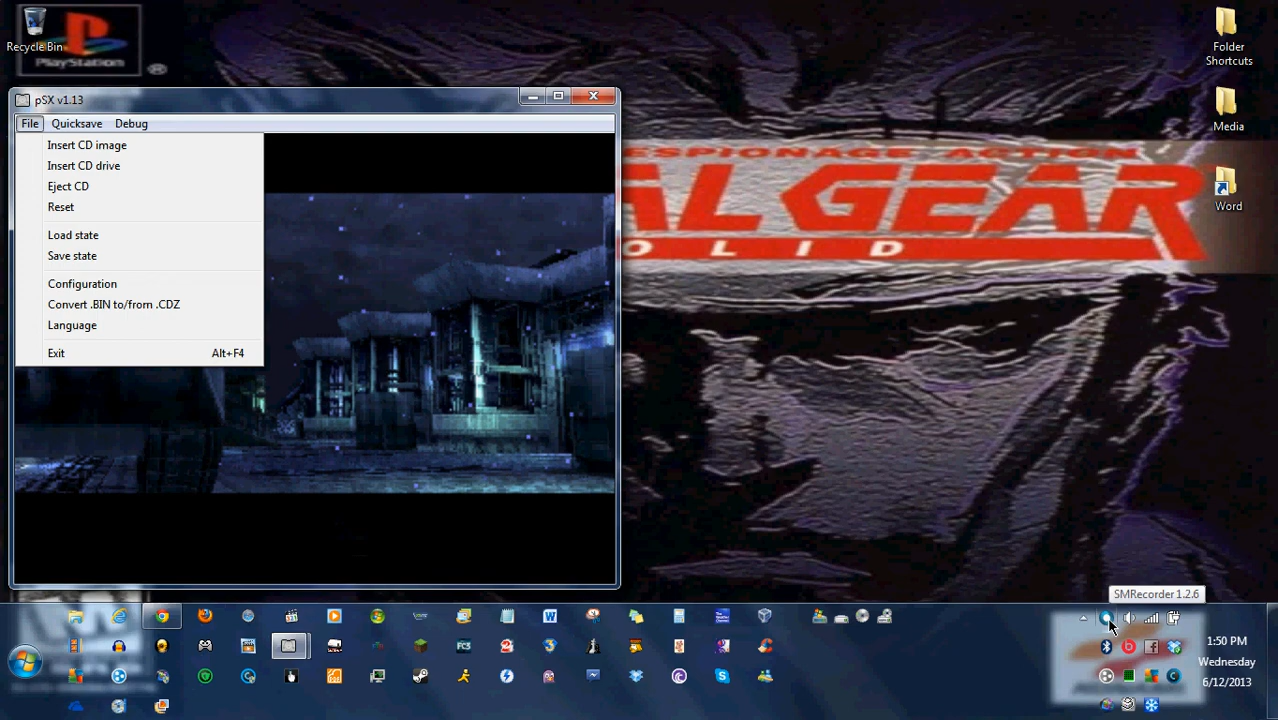 Recycle Bin
PlayStation
®
Folder
Shortcuts
Media
Word
pSX v1.13
File Quicksave Debug
Insert CD image
Insert CD drive
Eject CD
Reset
Load state
Save state
Configuration
Convert .BIN to/from .CDZ
Language
Exit Alt+F4
ESPIONAGE ACTION
AL GEAR
OLID
SMRecorder 1.2.6
1:50 PM
Wednesday
6/12/2013